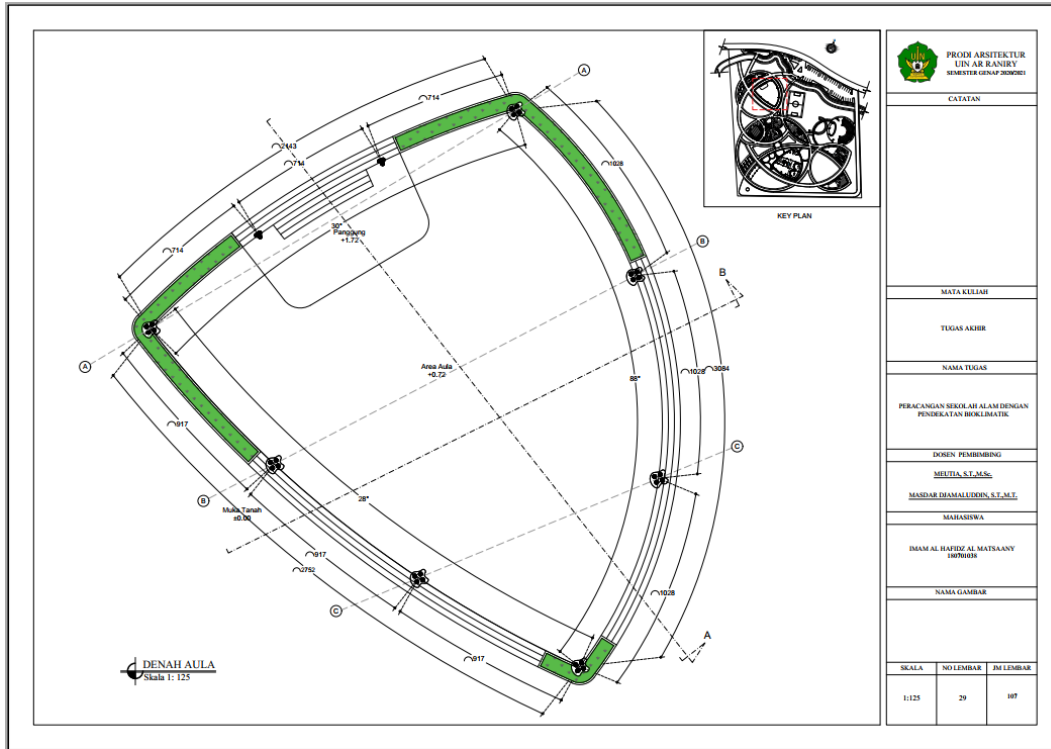 714
2143
714
714
1028
A
A
30°
Panggung
+1.72
B
B
Area Aula
+0.72
88°
1028
3084
C
917
28°
B
Muka Tanah
±0.00
917
2752
C
1028
917
A
DENAH AULA
Skala 1: 125
KEY PLAN
PRODI ARSITEKTUR
UIN AR RANIRY
SEMESTER GENAP 2020/2021
CATATAN
MATA KULIAH
TUGAS AKHIR
NAMA TUGAS
PERACANGAN SEKOLAH ALAM DENGAN
PENDEKATAN BIOKLIMATIK
DOSEN PEMBIMBING
MEUTIA, S.T.,M.Sc.
MASDAR DJAMALUDDIN, S.T.,M.T.
MAHASISWA
IMAM AL HAFIDZ AL MATSAANY
180701038
NAMA GAMBAR
SKALA NO LEMBAR JM LEMBAR
1:125 29 107